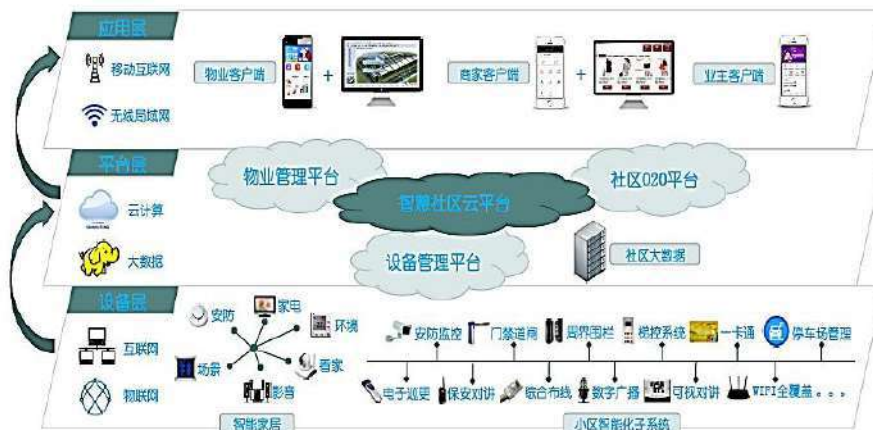 应用层
移动互联网
无线局域网
物业客户端
+
商家客户端
+
业主客户端
平台层
云计算
大数据
物业管理平台
智慧社区云平台
社区O2O平台
设备管理平台
社区大数据
设备层
互联网
物联网
安防
家电
环境
场景
看家
影音
智能家居
安防监控
门禁道闸
周界围栏
梯控系统
一卡通
停车场管理
电子巡更
保安对讲
综合布线
数字广播
可视对讲
WIFI全覆盖。。。
小区智能化子系统